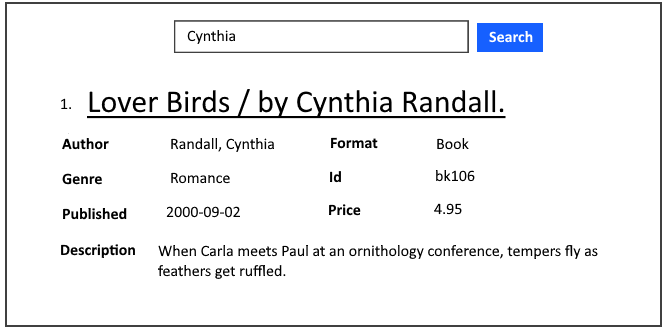 Cynthia Search
1. Lover Birds / by Cynthia Randall.
Author Randall, Cynthia Format Book
Genre Romance Id bk106
Published 2000-09-02 Price 4.95
Description When Carla meets Paul at an ornithology conference, tempers fly as
feathers get ruffled.